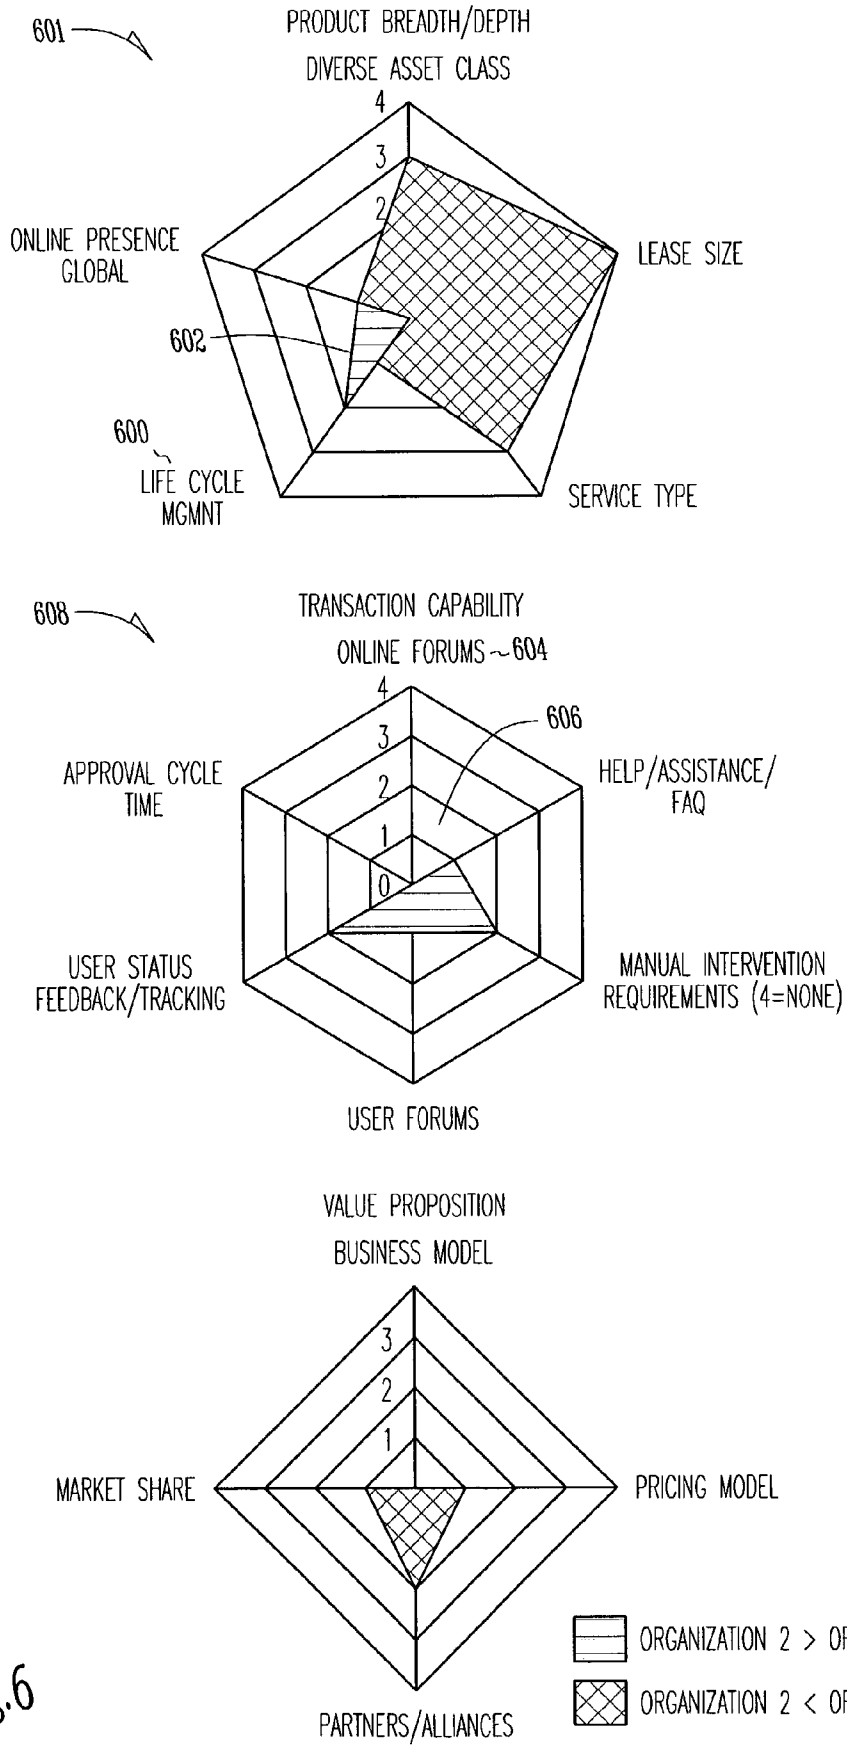 601
PRODUCT BREADTH/DEPTH
DIVERSE ASSET CLASS
4
3
2
ONLINE PRESENCE
GLOBAL
LEASE SIZE
602
600
LIFE CYCLE
MGMNT
SERVICE TYPE
608
TRANSACTION CAPABILITY
ONLINE FORUMS ~604
4
606
3
APPROVAL CYCLE
TIME
HELP/ASSISTANCE/
FAQ
2
1
0
USER STATUS
FEEDBACK/TRACKING
MANUAL INTERVENTION
REQUIREMENTS (4=NONE)
USER FORUMS
VALUE PROPOSITION
BUSINESS MODEL
3
2
1
MARKET SHARE
PRICING MODEL
ORGANIZATION 2 >
ORGANIZATION 2 <
.6
PARTNERS/ALLIANCES